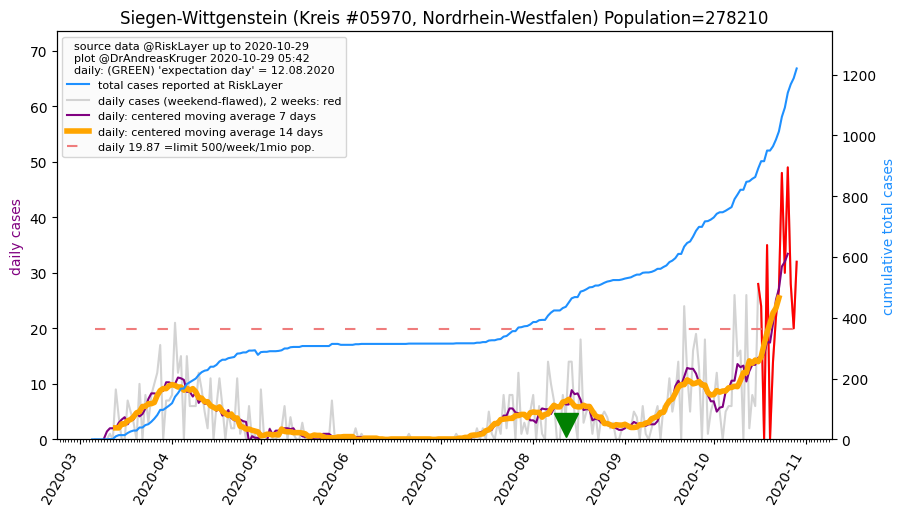 Siegen-Wittgenstein (Kreis #05970, Nordrhein-Westfalen) Population=278210
source data @RiskLayer up to 2020-10-29
plot @DrAndreasKruger 2020-10-29 05:42
daily: (GREEN) 'expectation day' = 12.08.2020
total cases reported at RiskLayer
daily cases (weekend-flawed), 2 weeks: red
daily: centered moving average 7 days
daily: centered moving average 14 days
daily 19.87 =limit 500/week/1mio pop.
daily cases
70
60
50
40
30
20
10
0
cumulative total cases
1200
1000
800
600
400
200
0
2020-03
2020-04
2020-05
2020-06
2020-07
2020-08
2020-09
2020-10
2020-11